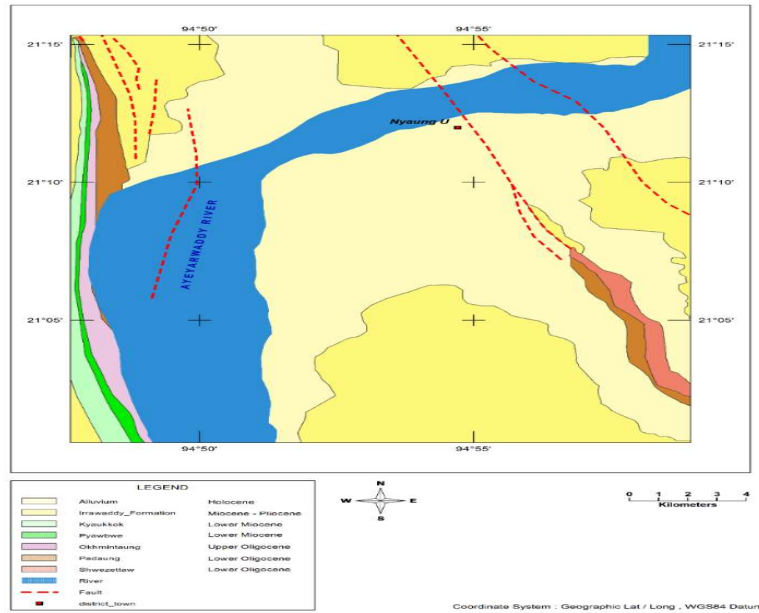 94°50' 94°55'
21°15' 21°15'
Nyaung U
21°10' 21°10'
AYEYARWADDY RIVER
21°05' 21°05'
94°50' 94°55'
LEGEND
Alluvium Holocene
Irrawaddy_Formation Miocene - Pliocene
Kyaukkok Lower Miocene
Pyawbwe Lower Miocene
Okhmintaung Upper Oligocene
Padaung Lower Oligocene
Shwezettaw Lower Oligocene
River
Fault
district_town
N
W E
S
0 1 2 3 4
Kilometers
Coordinate System : Geographic Lat / Long , WGS84 Datum